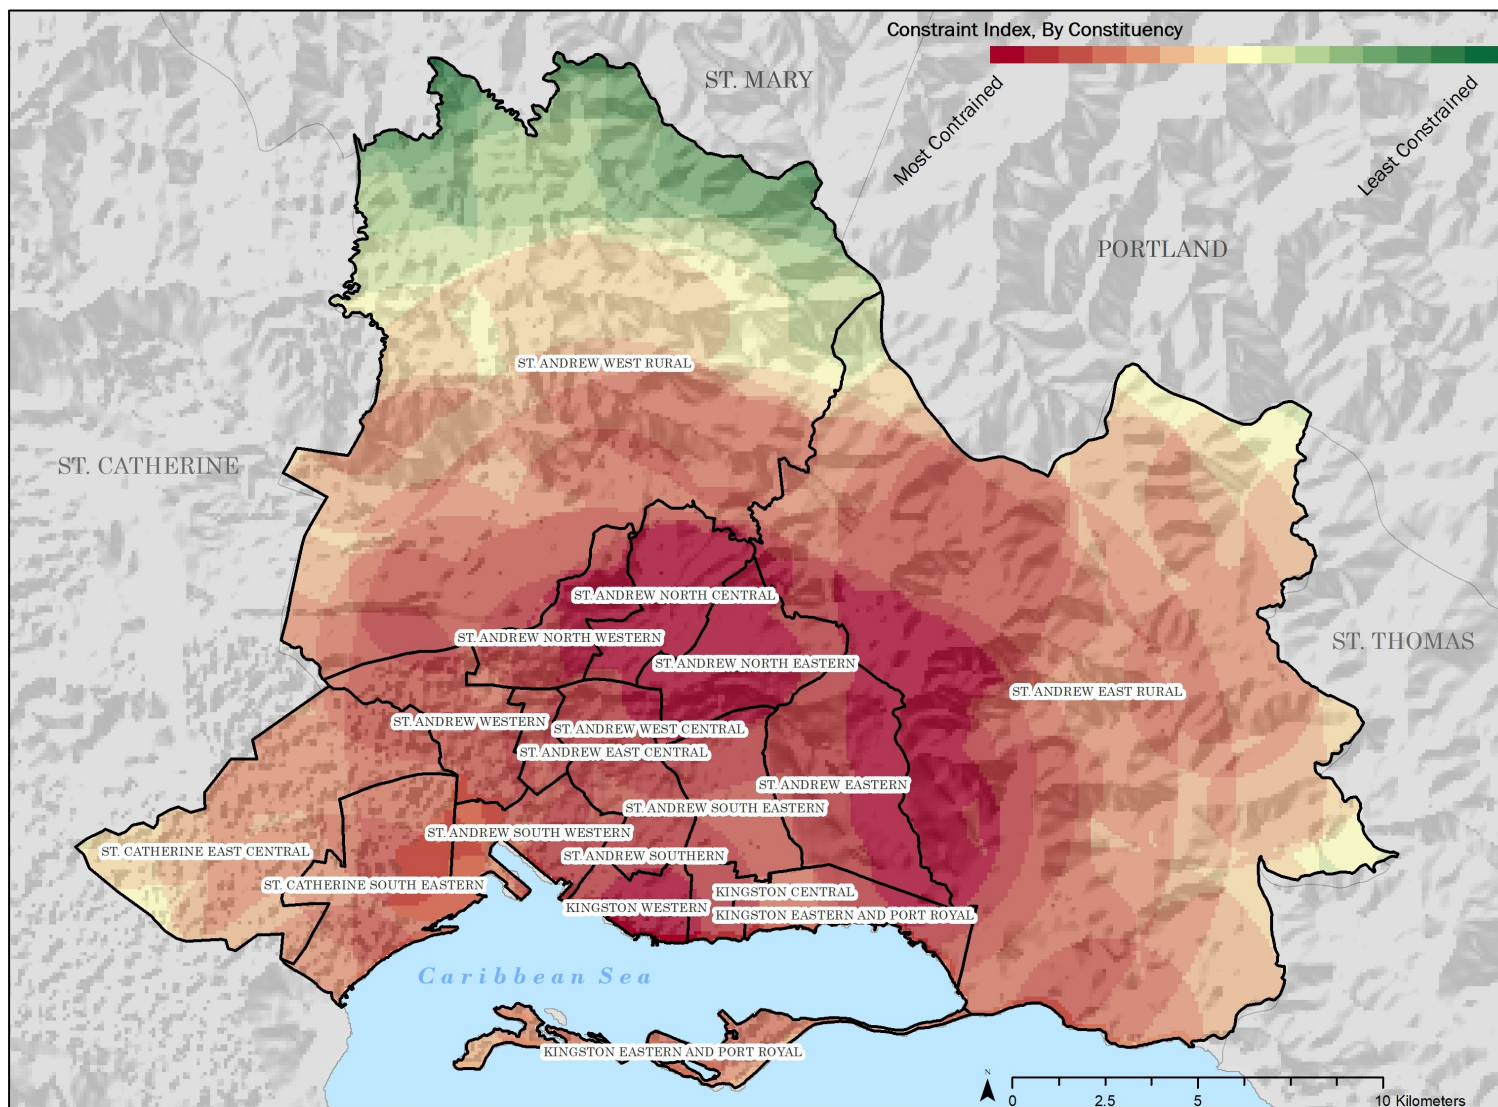 Constraint Index, By Constituency
Most Contrained
Least Constrained
ST. MARY
PORTLAND
ST. ANDREW WEST RURAL
ST. CATHERINE
ST. ANDREW NORTH CENTRAL
ST. ANDREW NORTH WESTERN
ST. THOMAS
ST. ANDREW NORTH EASTERN
ST. ANDREW EAST RURAL
ST. ANDREW WESTERN
ST. ANDREW WEST CENTRAL
ST. ANDREW EAST CENTRAL
ST. ANDREW EASTERN
ST. ANDREW SOUTH EASTERN
ST. ANDREW SOUTH WESTERN
ST. CATHERINE EAST CENTRAL
ST. ANDREW SOUTHERN
ST. CATHERINE SOUTH EASTERN
KINGSTON CENTRAL
KINGSTON WESTERN
KINGSTON EASTERN AND PORT ROYAL
Caribbean Sea
KINGSTON EASTERN AND PORT ROYAL
N
0 2.5 5 10 Kilometers